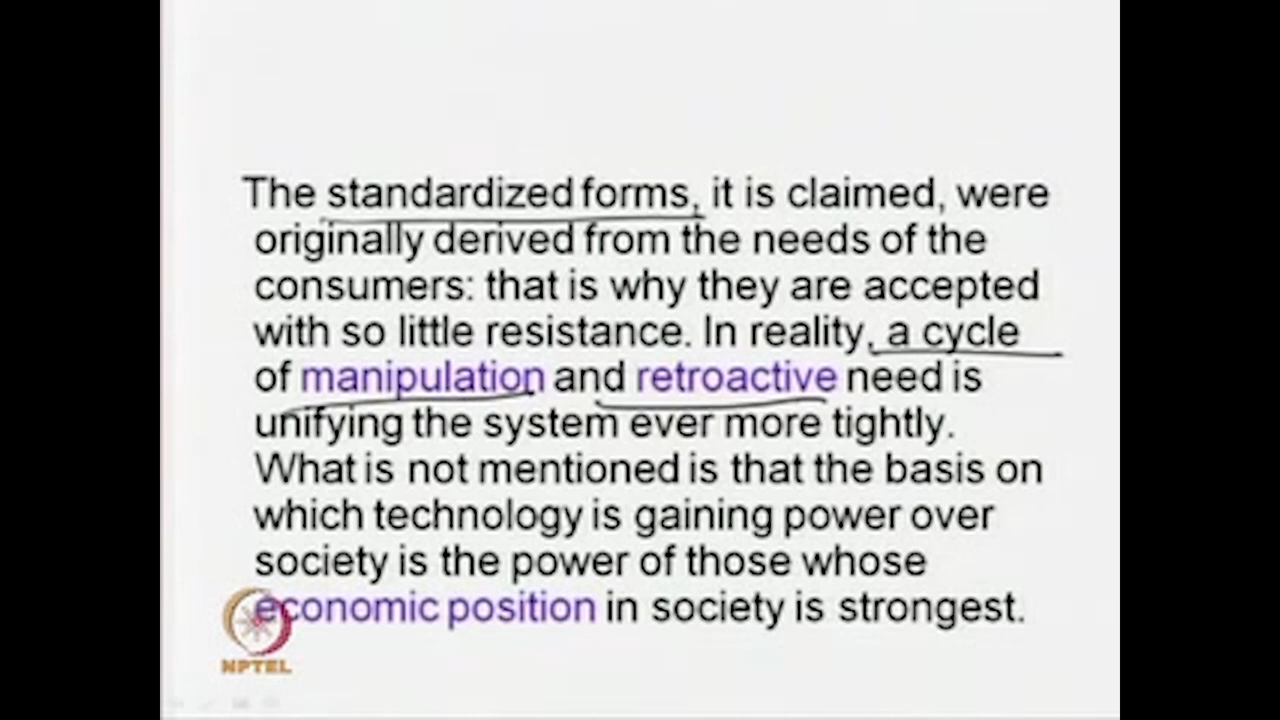 The standardized forms, it is claimed, were
originally derived from the needs of the
consumers: that is why they are accepted
with so little resistance. In reality, a cycle
of manipulation and retroactive need is
unifying the system ever more tightly.
What is not mentioned is that the basis on
which technology is gaining power over
society is the power of those whose
economic position in society is strongest.
NPTEL